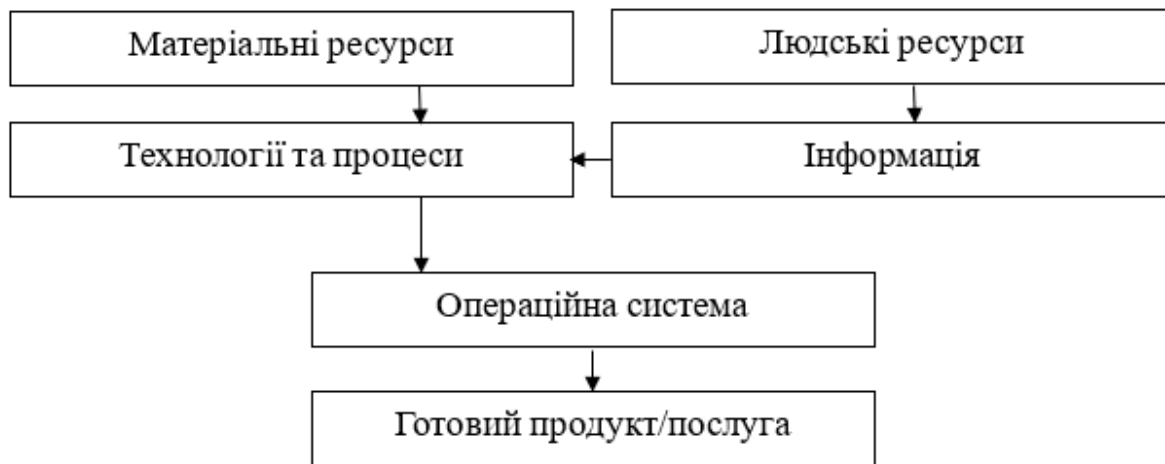 Матеріальні ресурси
Людські ресурси
Технології та процеси
Інформація
Операційна система
Готовий продукт/послуга